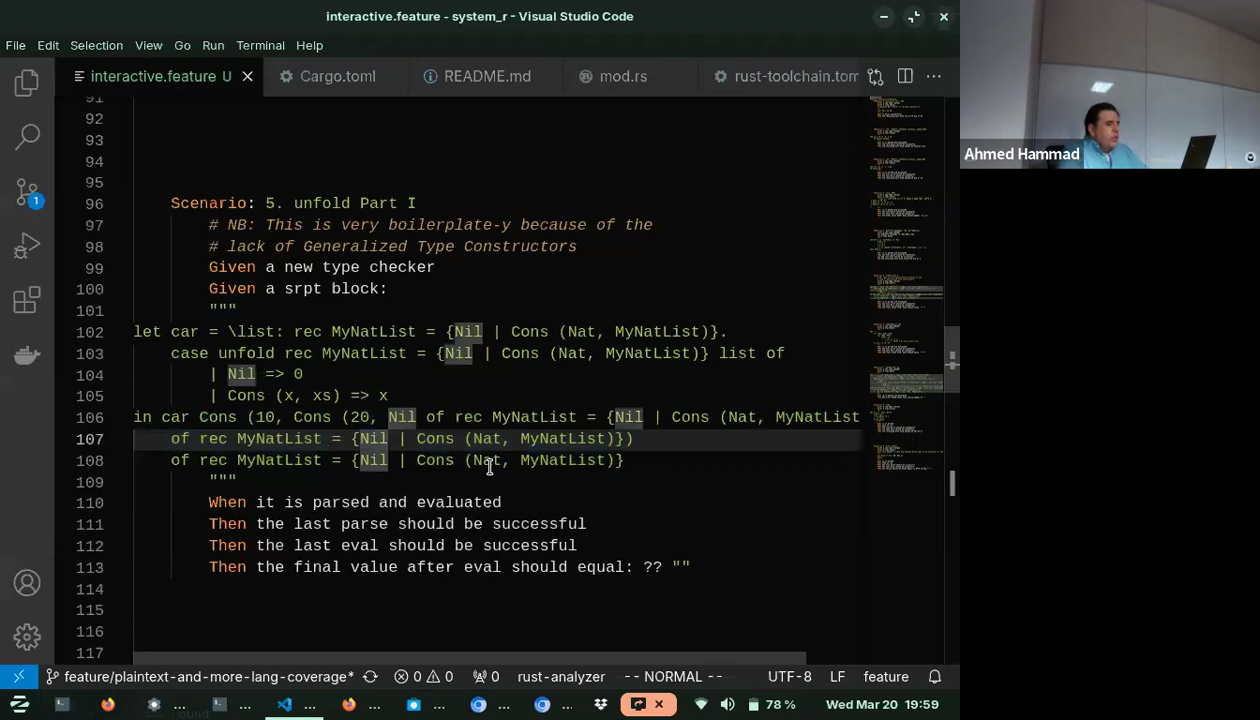 interactive.feature - system_r - Visual Studio Code
File Edit Selection View Go Run Terminal Help
interactive.feature U Cargo.toml README.md mod.rs rust-toolchain.tom
91
92
93
94
95
96 Scenario: 5. unfold Part I
97 # NB: This is very boilerplate-y because of the
98 # lack of Generalized Type Constructors
99 Given a new type checker
100 Given a srpt block:
101 """
102 let car = \list: rec MyNatList = {Nil | Cons (Nat, MyNatList)}.
103 case unfold rec MyNatList = {Nil | Cons (Nat, MyNatList)} list of
104 | Nil => 0
105 | Cons (x, xs) => x
106 in car Cons (10, Cons (20, Nil of rec MyNatList = {Nil | Cons (Nat, MyNatList
107 of rec MyNatList = {Nil | Cons (Nat, MyNatList)})
108 of rec MyNatList = {Nil | Cons (Nat, MyNatList)}
109 """
110 When it is parsed and evaluated
111 Then the last parse should be successful
112 Then the last eval should be successful
113 Then the final value after eval should equal: ?? ""
114
115
116
117
1
feature/plaintext-and-more-lang-coverage* 0 0 0 rust-analyzer -- NORMAL -- UTF-8 LF feature
78 % Wed Mar 20 19:59
Ahmed Hammad